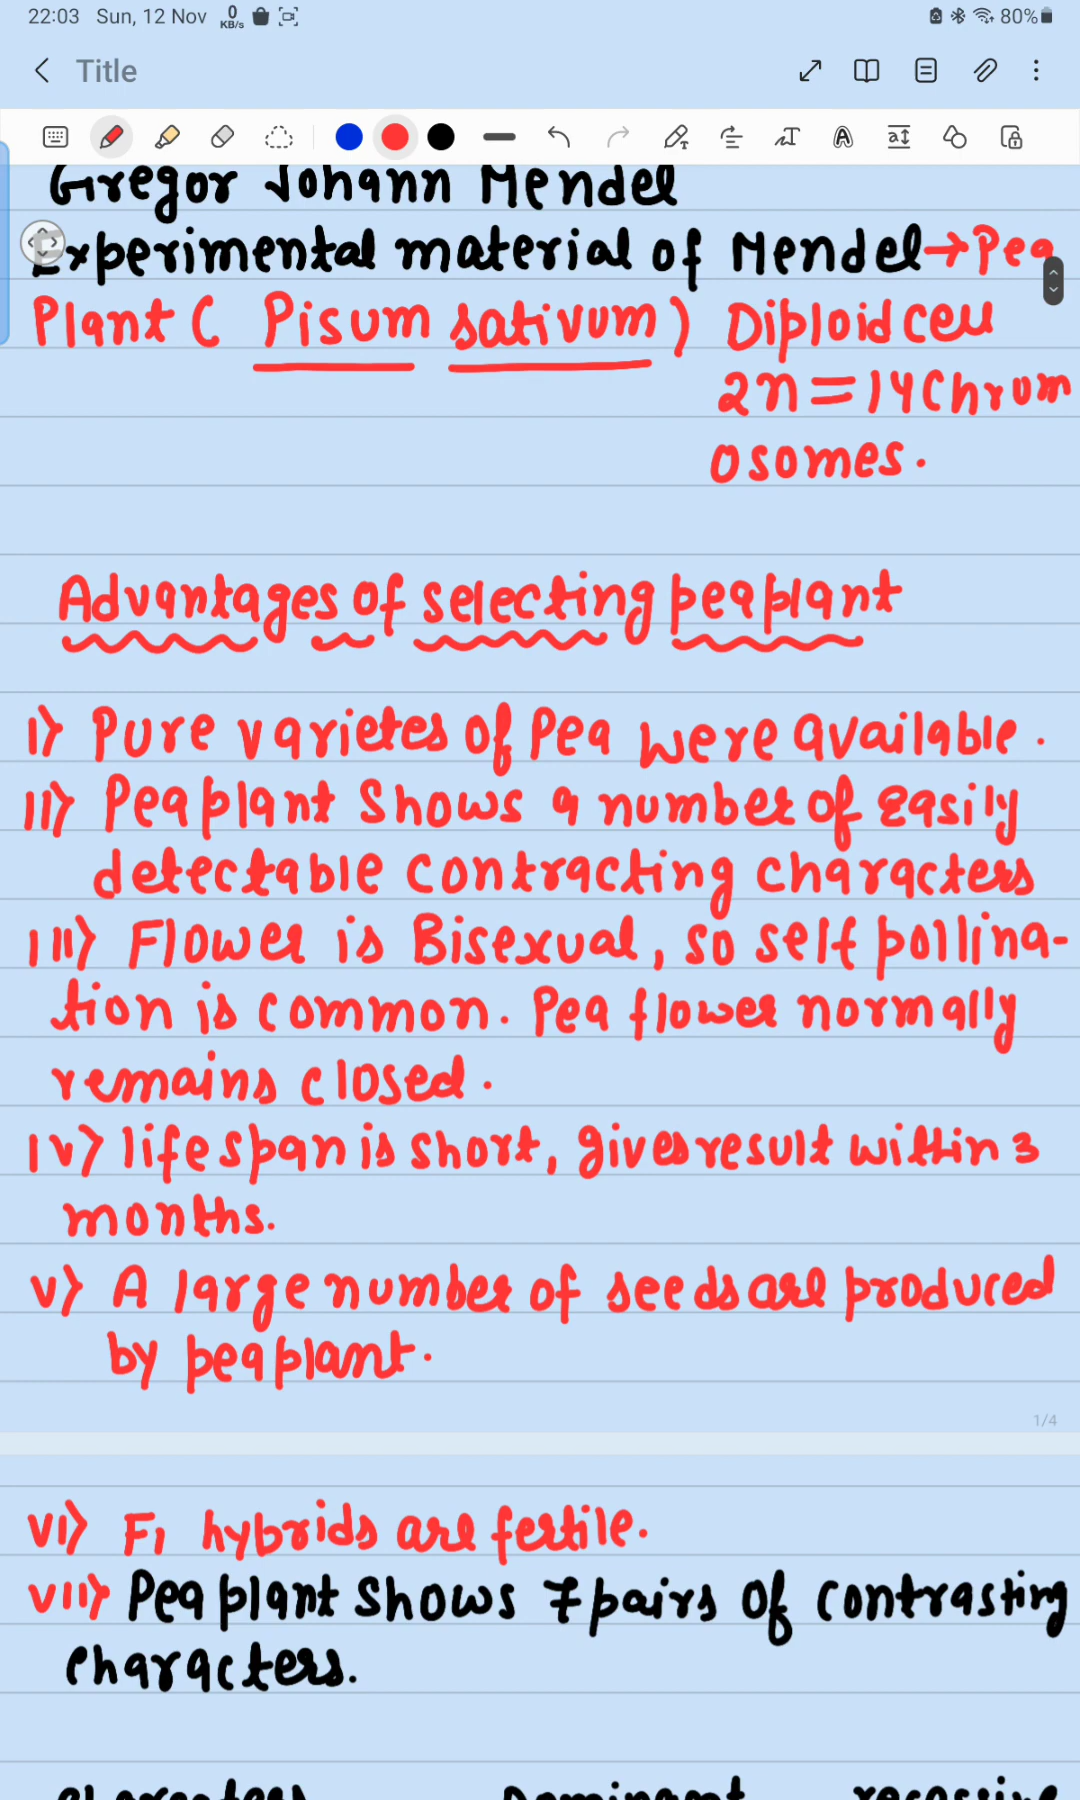 22:03 Sun, 12 Nov 0 KB/s 80%
Title
Gregor Johann Mendel
Experimental material of Mendel→Pea
Plant ( Pisum sativum) Diploid cell
2n=14 Chrom
osomes.
Advantages of selecting pea plant
i) Pure varietes of Pea were available.
ii) Pea plant shows a number of easily
detectable contracting characters
iii) Flower is Bisexual, so self pollina-
tion is common. Pea flower normally
remains closed.
iv) life span is short, gives result within 3
months.
v) A large number of seeds are produced
by pea plant.
1/4
vi) F1 hybrids are fertile.
vii) Pea plant shows 7 pairs of contrasting
characters.
characters Dominant recessive